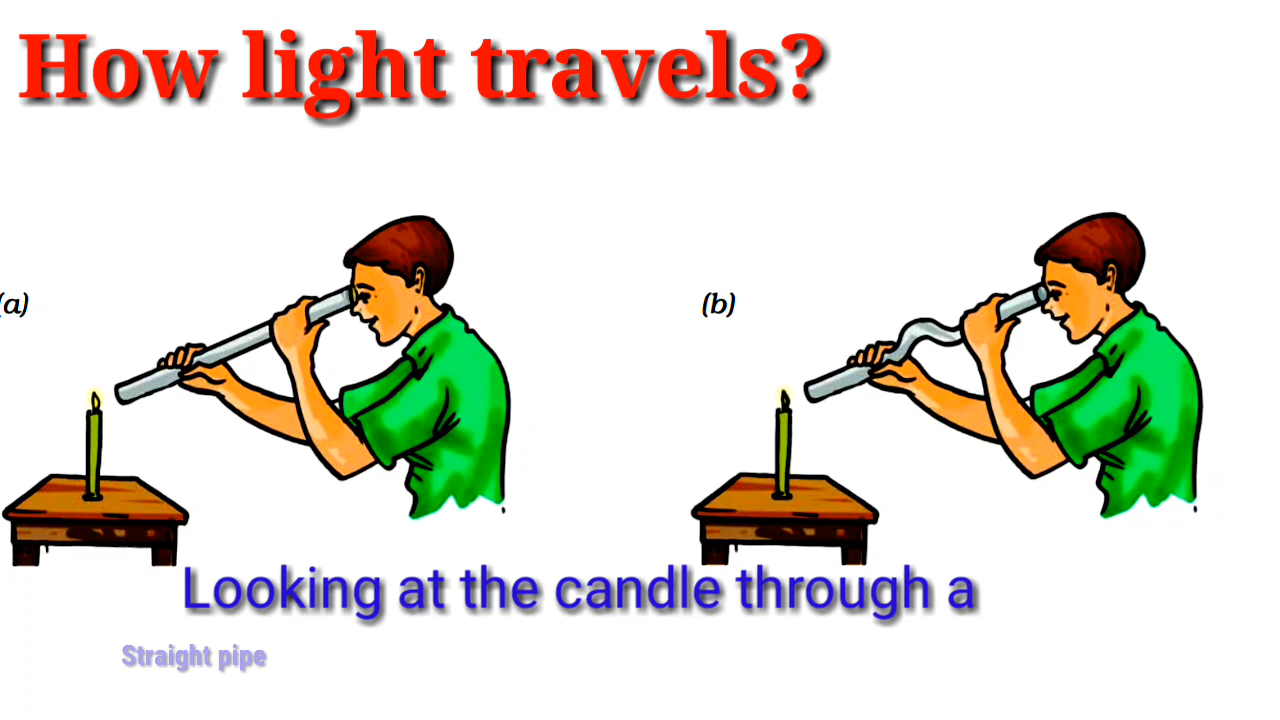 How light travels?
(a)
(b)
Looking at the candle through a
Straight pipe